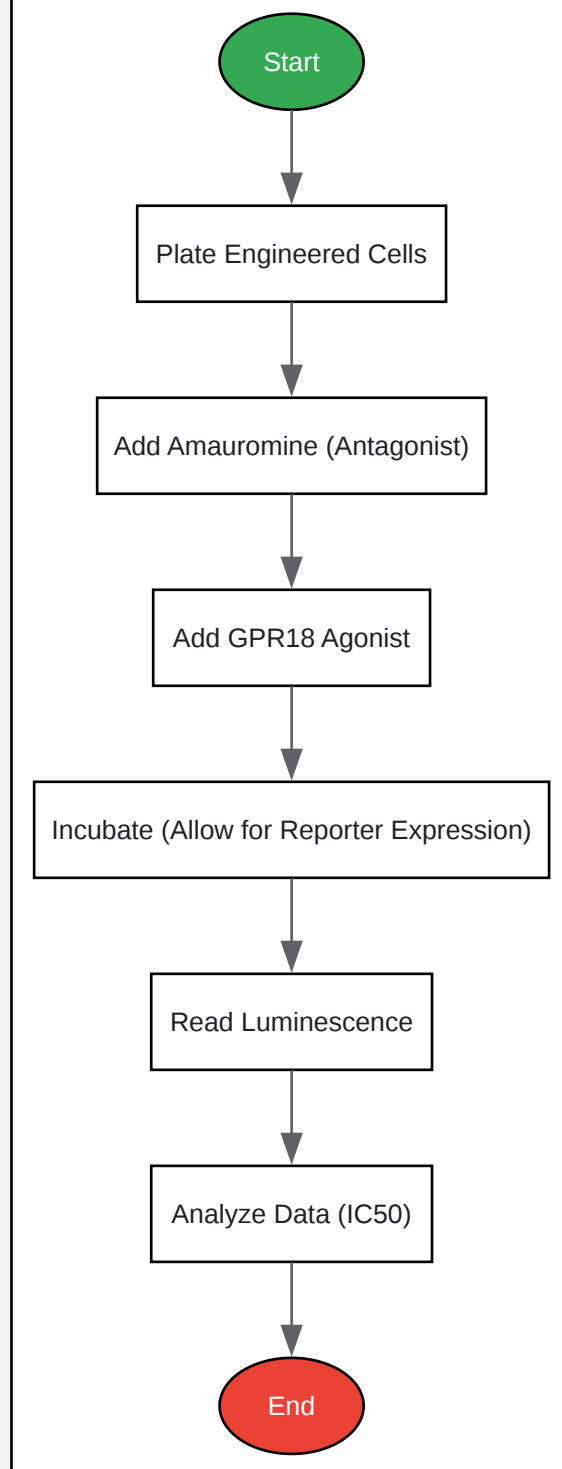 Start
Plate Engineered Cells
Add Amauromine (Antagonist)
Add GPR18 Agonist
Incubate (Allow for Reporter Expression)
Read Luminescence
Analyze Data (IC50)
End